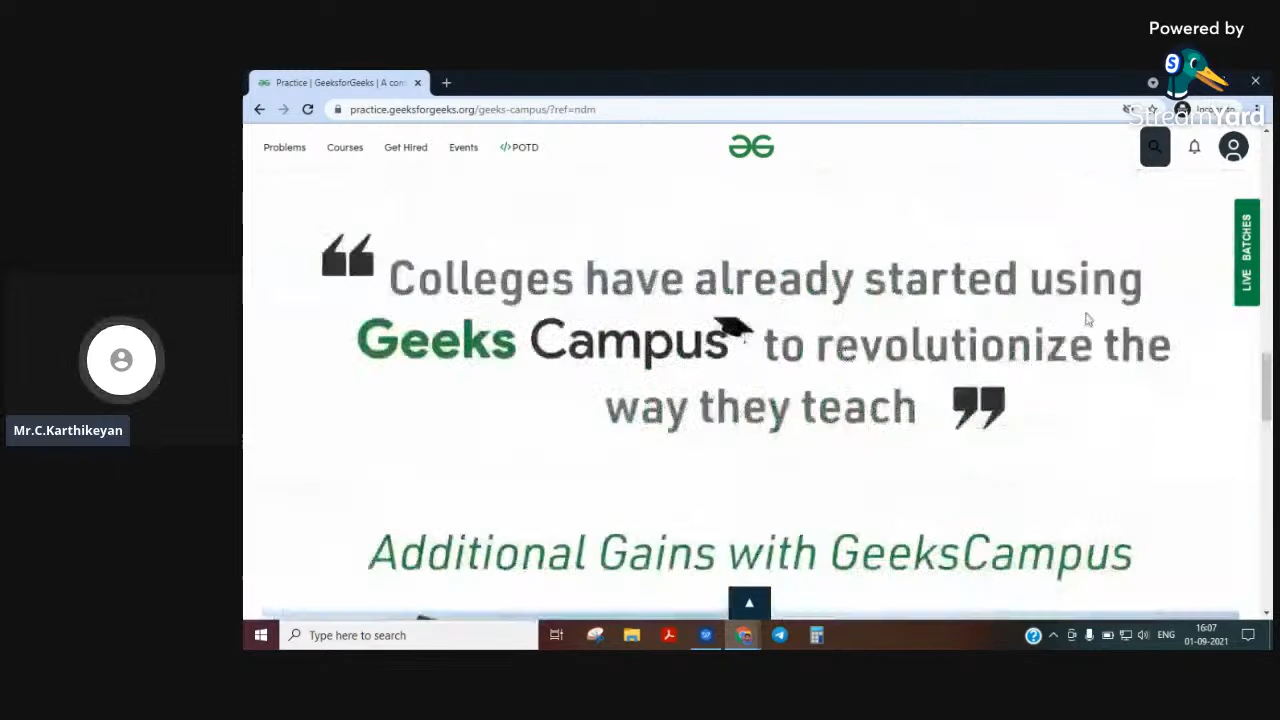 Powered by
StreamYard
Practice | GeeksforGeeks | A con
practice.geeksforgeeks.org/geeks-campus/?ref=ndm
Problems Courses Get Hired Events </>POTD
LIVE BATCHES
“ Colleges have already started using
Geeks Campus to revolutionize the
way they teach ”
Mr.C.Karthikeyan
Additional Gains with GeeksCampus
Type here to search
ENG
16:07
01-09-2021